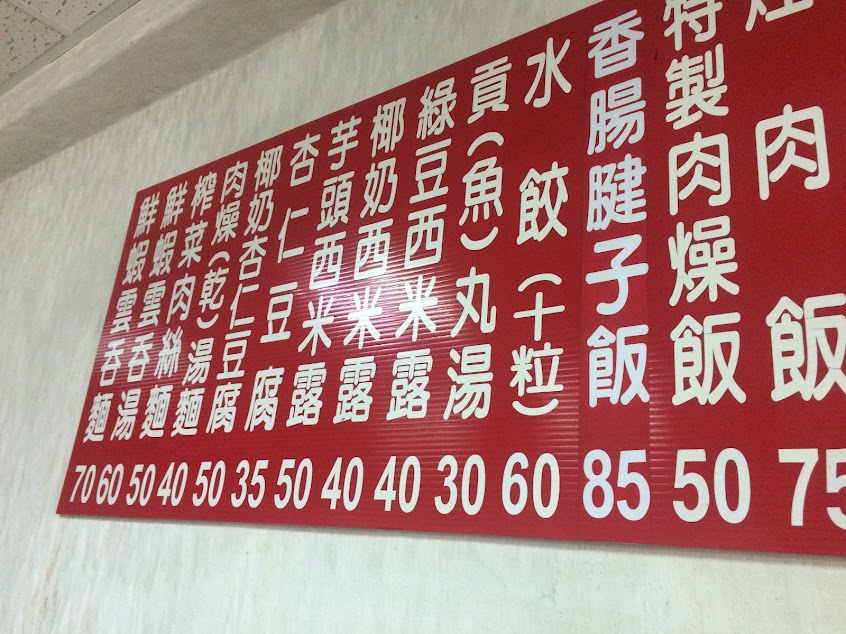 肉飯 75
特製肉燥飯 50
香腸腱子飯 85
水餃(十粒) 60
貢(魚)丸湯 30
綠豆西米露 40
椰奶西米露 40
芋頭西米露 50
杏仁豆腐 35
椰奶杏仁豆腐 50
肉燥(乾)湯麵 40
榨菜肉絲麵 50
鮮蝦雲吞湯 60
鮮蝦雲吞麵 70